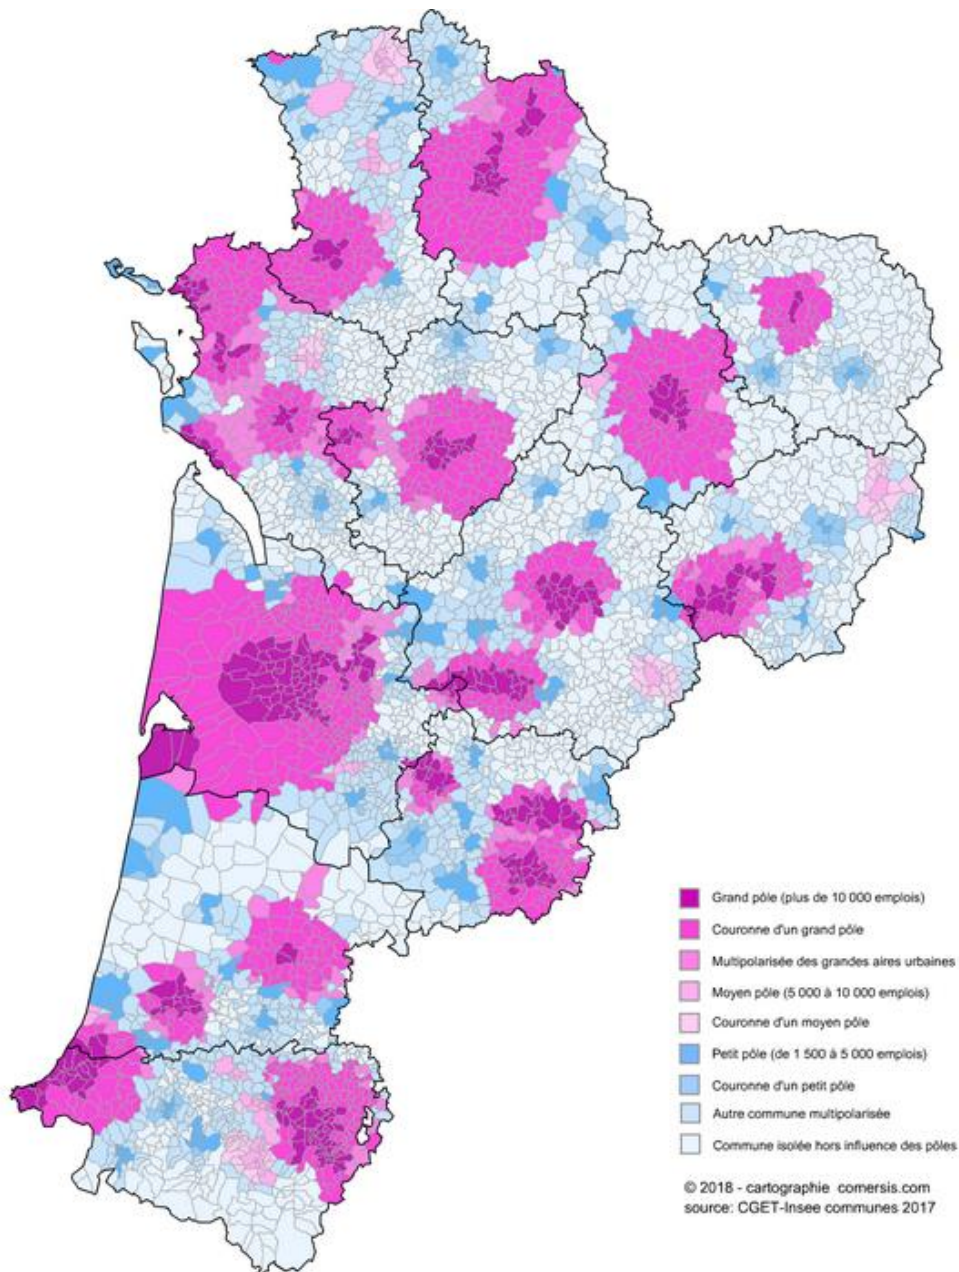 Grand pôle (plus de 10 000 emplois)
Couronne d'un grand pôle
Multipolarisée des grandes aires urbaines
Moyen pôle (5 000 à 10 000 emplois)
Couronne d'un moyen pôle
Petit pôle (de 1 500 à 5 000 emplois)
Couronne d'un petit pôle
Autre commune multipolarisée
Commune isolée hors influence des pôles
© 2018 - cartographie comersis.com
source: CGET-Insee communes 2017